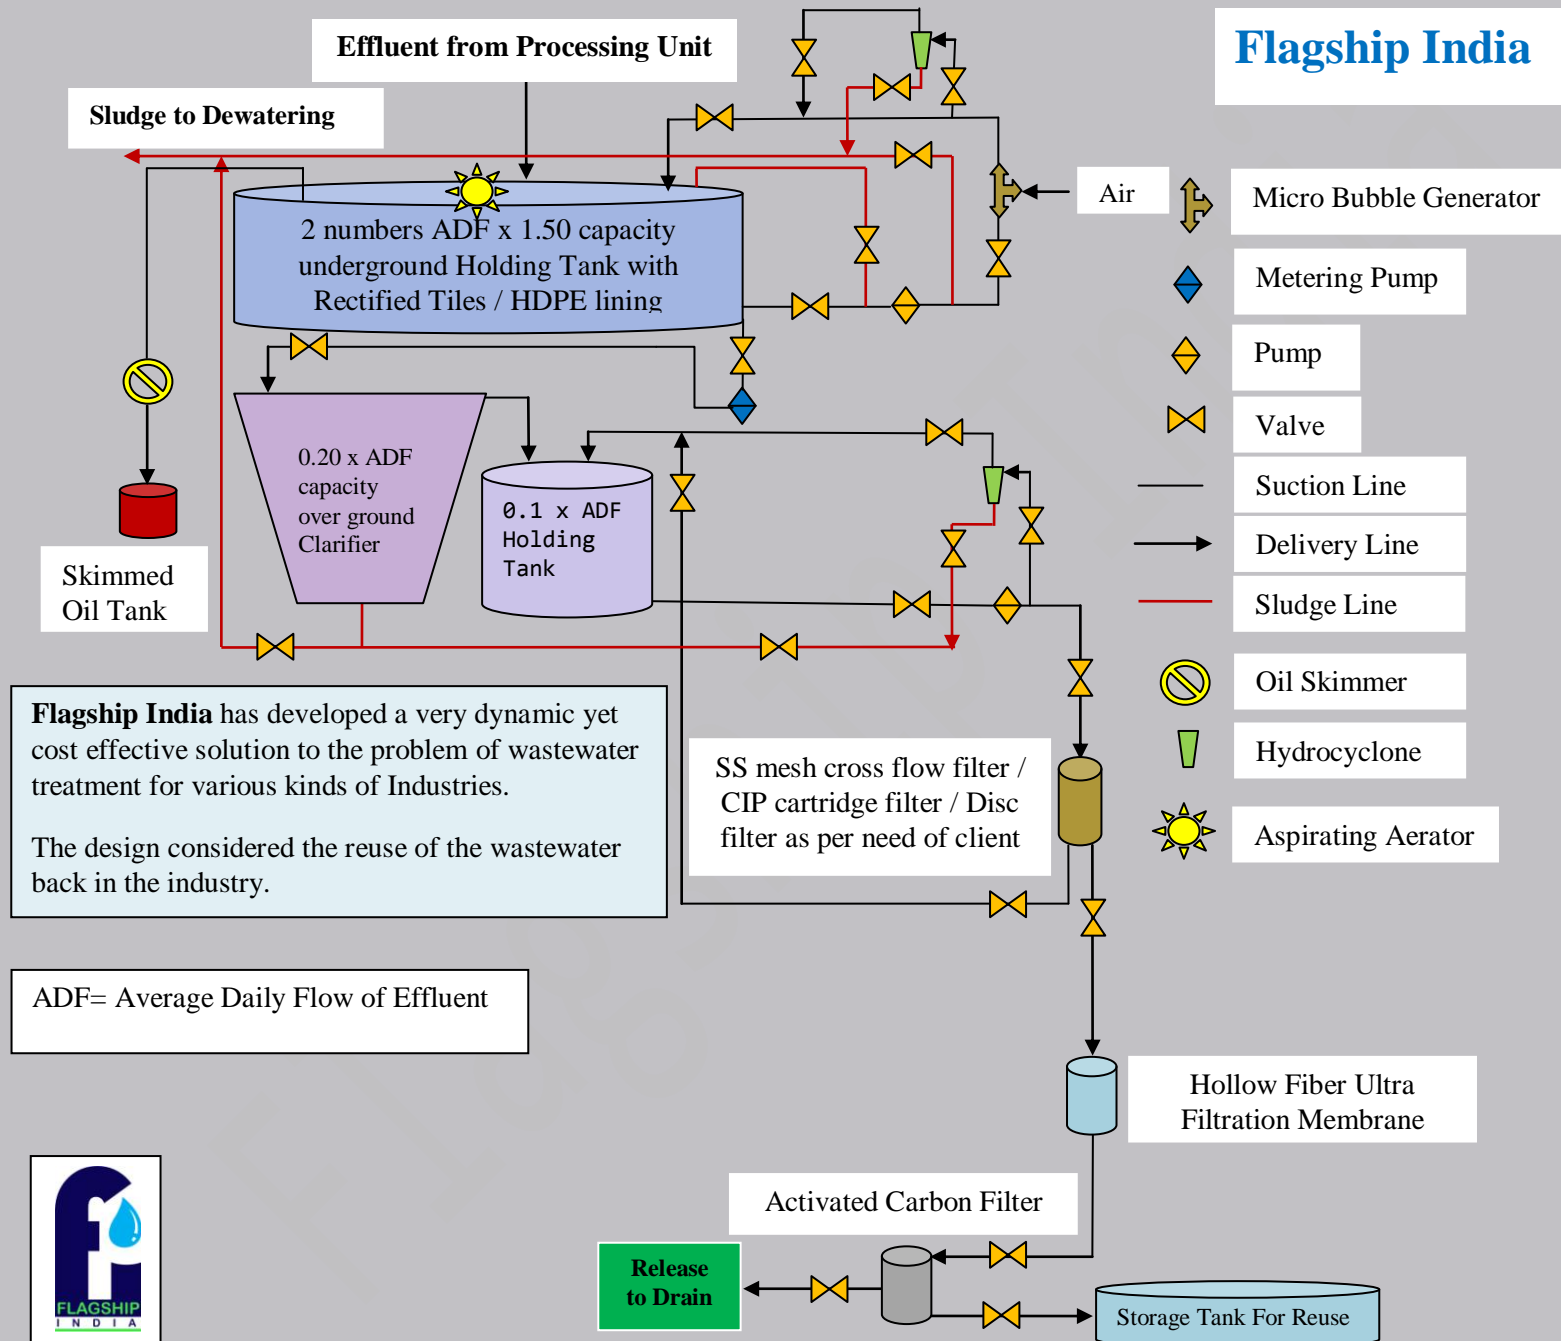 Flagship India
Effluent from Processing Unit
Sludge to Dewatering
Air
2 numbers ADF x 1.50 capacity
underground Holding Tank with
Rectified Tiles / HDPE lining
Micro Bubble Generator
Metering Pump
Pump
Valve
Suction Line
Delivery Line
Sludge Line
Oil Skimmer
Hydrocyclone
Aspirating Aerator
0.20 x ADF
capacity
over ground
Clarifier
0.1 x ADF
Holding
Tank
Skimmed
Oil Tank
Flagship India has developed a very dynamic yet
cost effective solution to the problem of wastewater
treatment for various kinds of Industries.
The design considered the reuse of the wastewater
back in the industry.
SS mesh cross flow filter /
CIP cartridge filter / Disc
filter as per need of client
ADF= Average Daily Flow of Effluent
Hollow Fiber Ultra
Filtration Membrane
Activated Carbon Filter
Release
to Drain
Storage Tank For Reuse
FLAGSHIP
INDIA